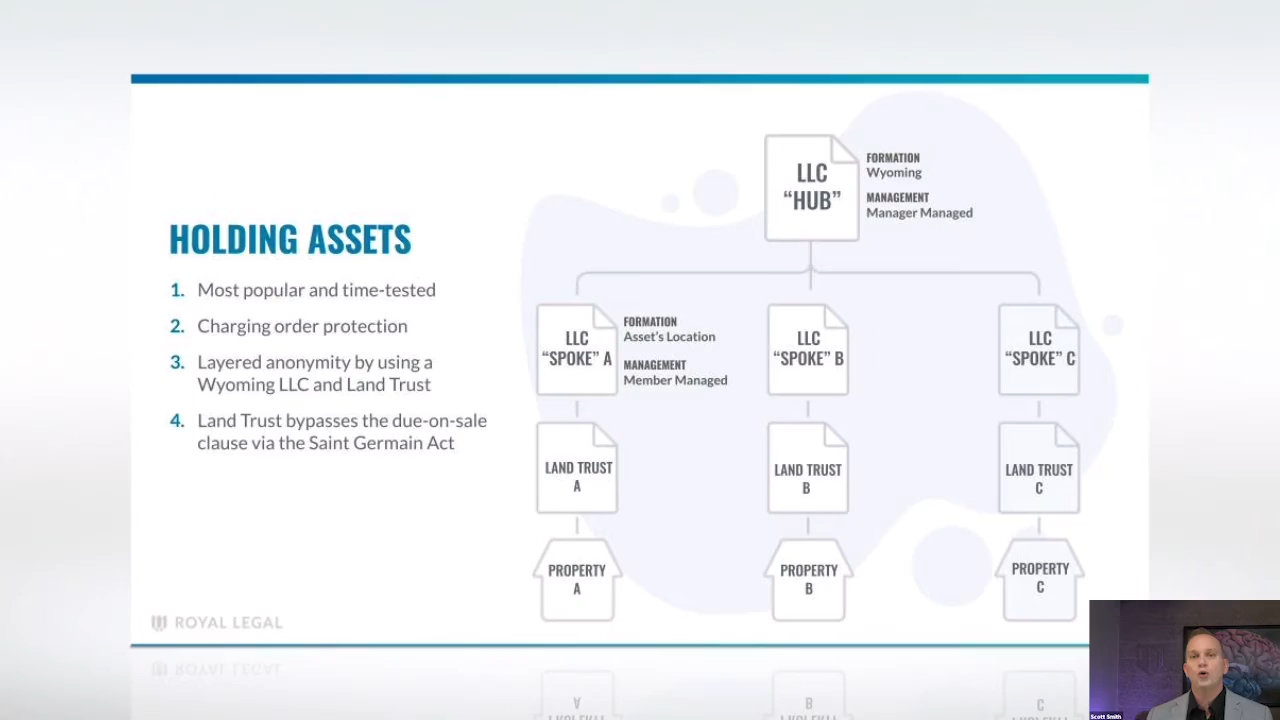 HOLDING ASSETS
1. Most popular and time-tested
2. Charging order protection
3. Layered anonymity by using a
Wyoming LLC and Land Trust
4. Land Trust bypasses the due-on-sale
clause via the Saint Germain Act
LLC
“HUB”
FORMATION
Wyoming
MANAGEMENT
Manager Managed
LLC
“SPOKE” A
FORMATION
Asset's Location
MANAGEMENT
Member Managed
LLC
“SPOKE” B
LLC
“SPOKE” C
LAND TRUST
A
LAND TRUST
B
LAND TRUST
C
PROPERTY
A
PROPERTY
B
PROPERTY
C
ROYAL LEGAL
Scott Smith